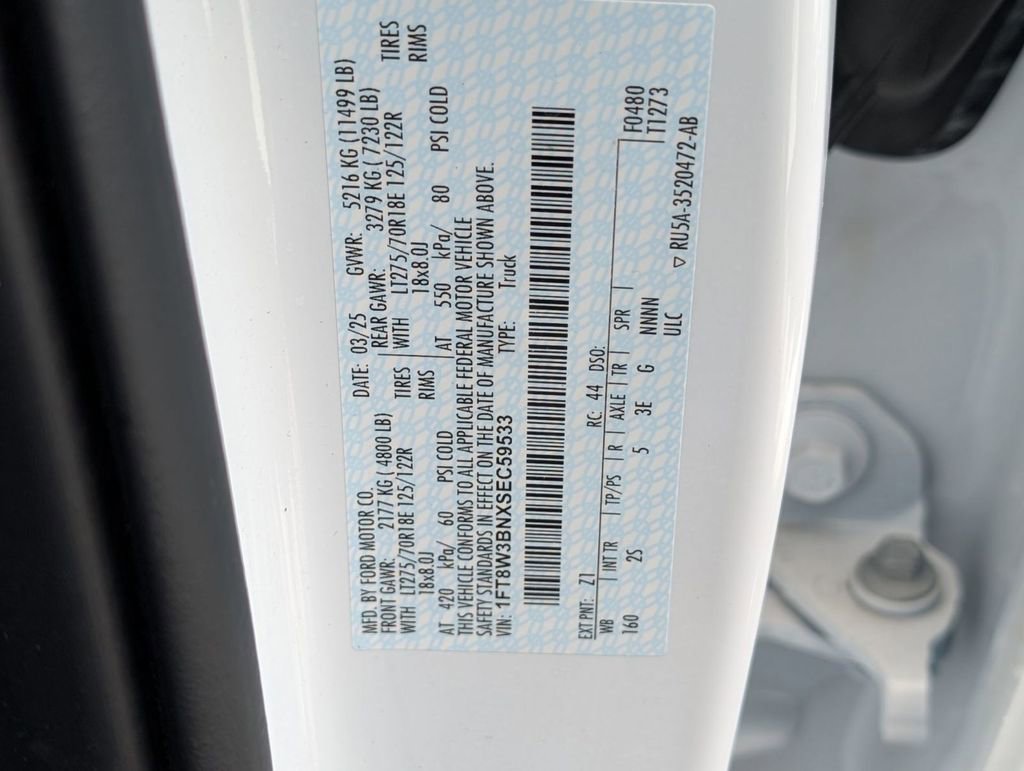 MFD. BY FORD MOTOR CO. DATE: 03/25 GVWR: 5216 KG (11499 LB)
FRONT GAWR: 2177 KG ( 4800 LB) REAR GAWR: 3279 KG ( 7230 LB)
WITH LT275/70R18E 125/122R TIRES WITH LT275/70R18E 125/122R TIRES
18x8.0J RIMS 18x8.0J RIMS
AT 420 kPa/ 60 PSI COLD AT 550 kPa/ 80 PSI COLD
THIS VEHICLE CONFORMS TO ALL APPLICABLE FEDERAL MOTOR VEHICLE
SAFETY STANDARDS IN EFFECT ON THE DATE OF MANUFACTURE SHOWN ABOVE.
VIN: 1FT8W3BNXSEC59533 TYPE: Truck
EXT PNT: Z1 RC: 44 DSO: F0480
WB | INT TR | TP/PS | R | AXLE | TR | SPR | T1273
160 2S 5 3E G NNNN
ULC
▽ RU5A-3520472-AB